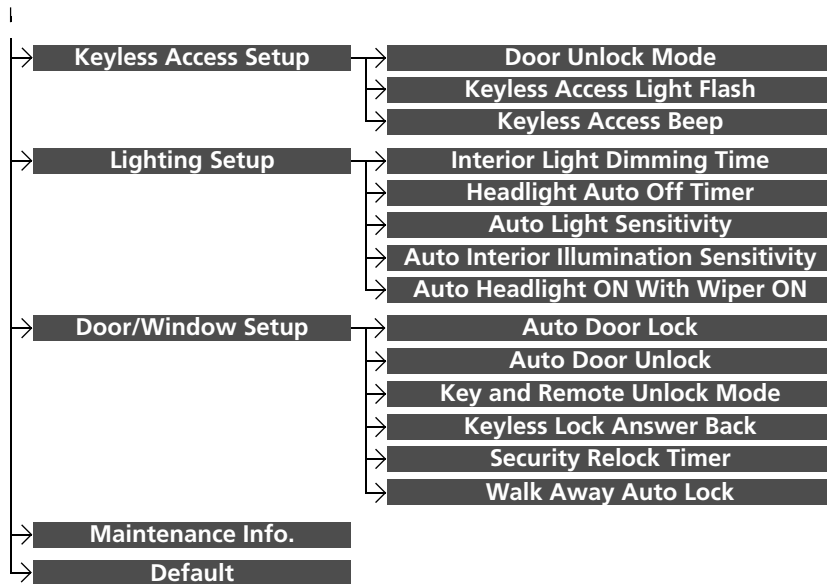 Keyless Access Setup
Door Unlock Mode
Keyless Access Light Flash
Keyless Access Beep
Lighting Setup
Interior Light Dimming Time
Headlight Auto Off Timer
Auto Light Sensitivity
Auto Interior Illumination Sensitivity
Auto Headlight ON With Wiper ON
Door/Window Setup
Auto Door Lock
Auto Door Unlock
Key and Remote Unlock Mode
Keyless Lock Answer Back
Security Relock Timer
Walk Away Auto Lock
Maintenance Info.
Default